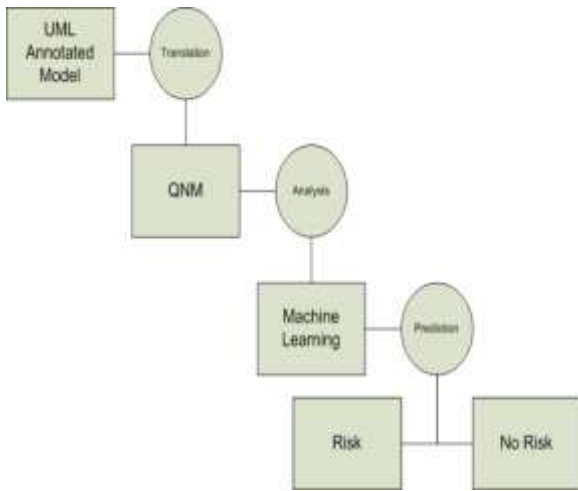 UML
Annotated
Model
Translation
QNM
Analysis
Machine
Learning
Prediction
Risk
No Risk